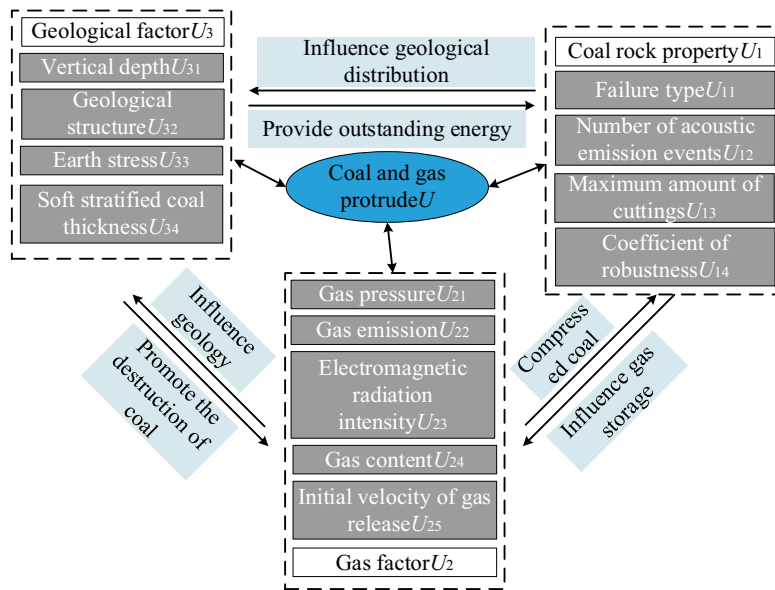 Geological factorU3
Vertical depthU31
Geological
structureU32
Earth stressU33
Soft stratified coal
thicknessU34
Influence geological
distribution
Provide outstanding energy
Coal and gas
protrudeU
Coal rock propertyU1
Failure typeU11
Number of acoustic
emission eventsU12
Maximum amount of
cuttingsU13
Coefficient of
robustnessU14
Influence
geology
Promote the
destruction of
coal
Gas pressureU21
Gas emissionU22
Electromagnetic
radiation
intensityU23
Gas contentU24
Initial velocity of gas
releaseU25
Gas factorU2
Compress
ed coal
Influence gas
storage